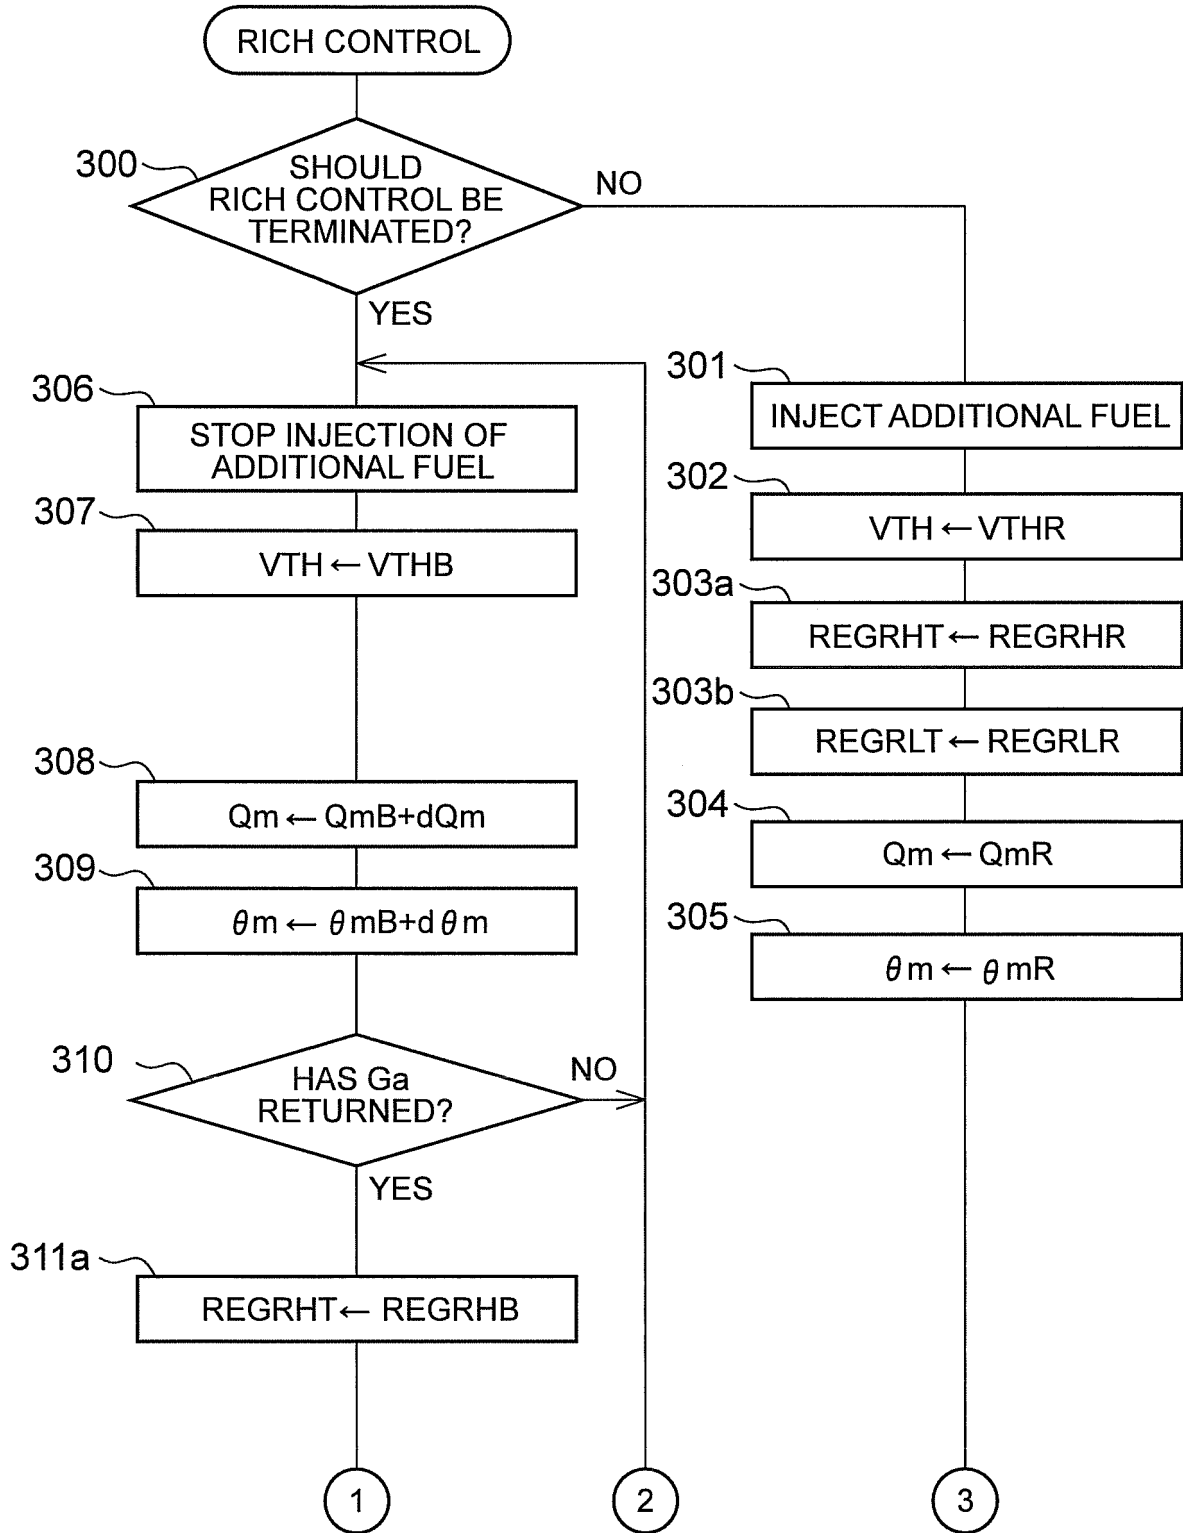 RICH CONTROL
300
SHOULD
RICH CONTROL BE
TERMINATED?
NO
YES
306
STOP INJECTION OF
ADDITIONAL FUEL
307
VTH ← VTHB
308
Qm ← QmB+dQm
309
θm ← θmB+dθm
310
HAS Ga
RETURNED?
NO
YES
311a
REGRHT ← REGRHB
301
INJECT ADDITIONAL FUEL
302
VTH ← VTHR
303a
REGRHT ← REGRHR
303b
REGRLT ← REGRLR
304
Qm ← QmR
305
θm ← θmR
1
2
3